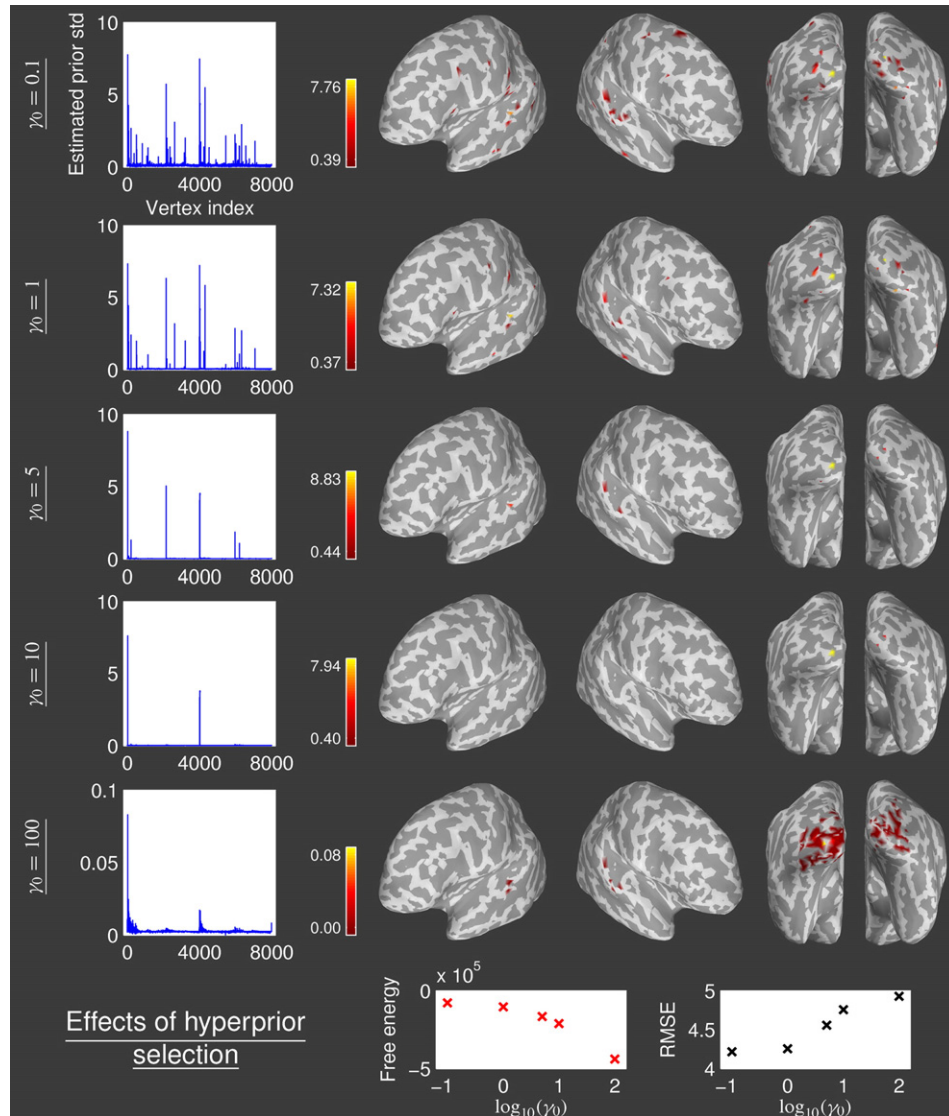 γ₀ = 0.1
Estimated prior std
10
5
0
0 4000 8000
Vertex index
7.76
0.39
γ₀ = 1
10
5
0
0 4000 8000
7.32
0.37
γ₀ = 5
10
5
0
0 4000 8000
8.83
0.44
γ₀ = 10
10
5
0
0 4000 8000
7.94
0.40
γ₀ = 100
0.1
0.05
0
0 4000 8000
0.08
0.00
Effects of hyperprior
selection
Free energy
x 10⁵
0
−5
−1 0 1 2
log₁₀(γ₀)
RMSE
5
4.5
4
−1 0 1 2
log₁₀(γ₀)